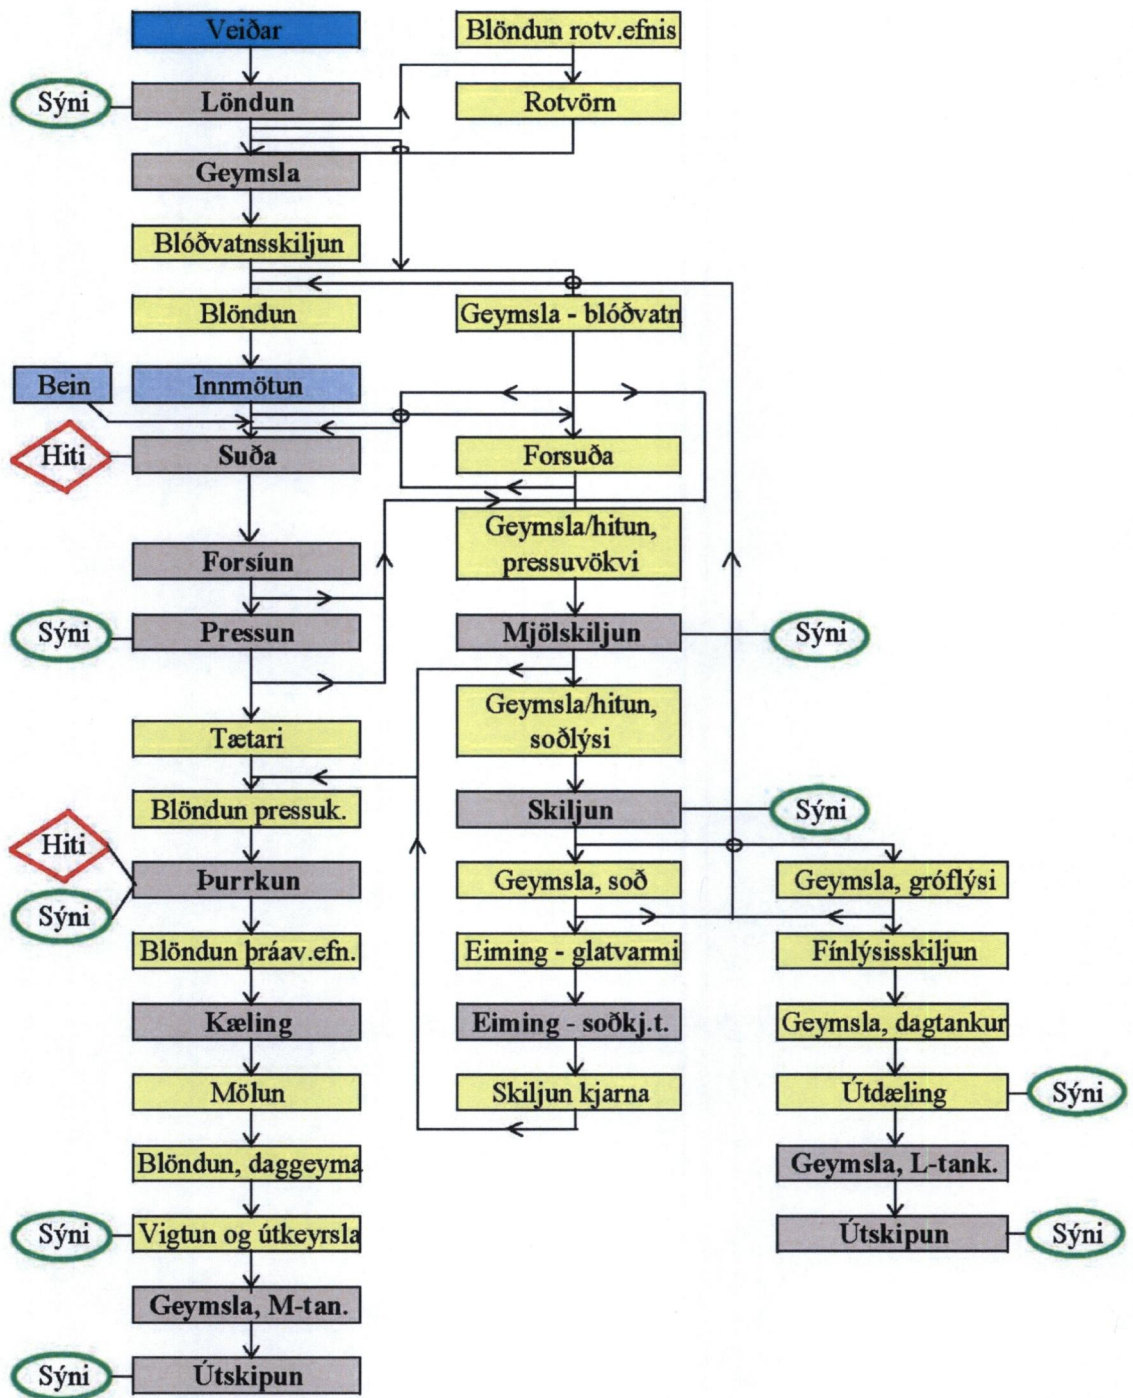 Veiðar
Blöndun rotv.efnis
Sýni
Löndun
Rotvörn
Geymsla
Blóðvatnsskiljun
Blöndun
Geymsla - blóðvatn
Bein
Innmötun
Hiti
Suða
Forsuða
Geymsla/hitun,
pressuvökvi
Forsíun
Sýni
Pressun
Mjölskiljun
Sýni
Geymsla/hitun,
soðlýsi
Tætari
Blöndun pressuk.
Skiljun
Sýni
Hiti
Þurrkun
Geymsla, soð
Geymsla, gróflýsi
Sýni
Blöndun þráav.efn.
Eiming - glatvarmi
Fínlýsisskiljun
Kæling
Eiming - soðkj.t.
Geymsla, dagtankur
Mölun
Skiljun kjarna
Útdæling
Sýni
Blöndun, daggeyma
Geymsla, L-tank.
Sýni
Vigtun og útkeyrsla
Útskipun
Sýni
Geymsla, M-tan.
Sýni
Útskipun